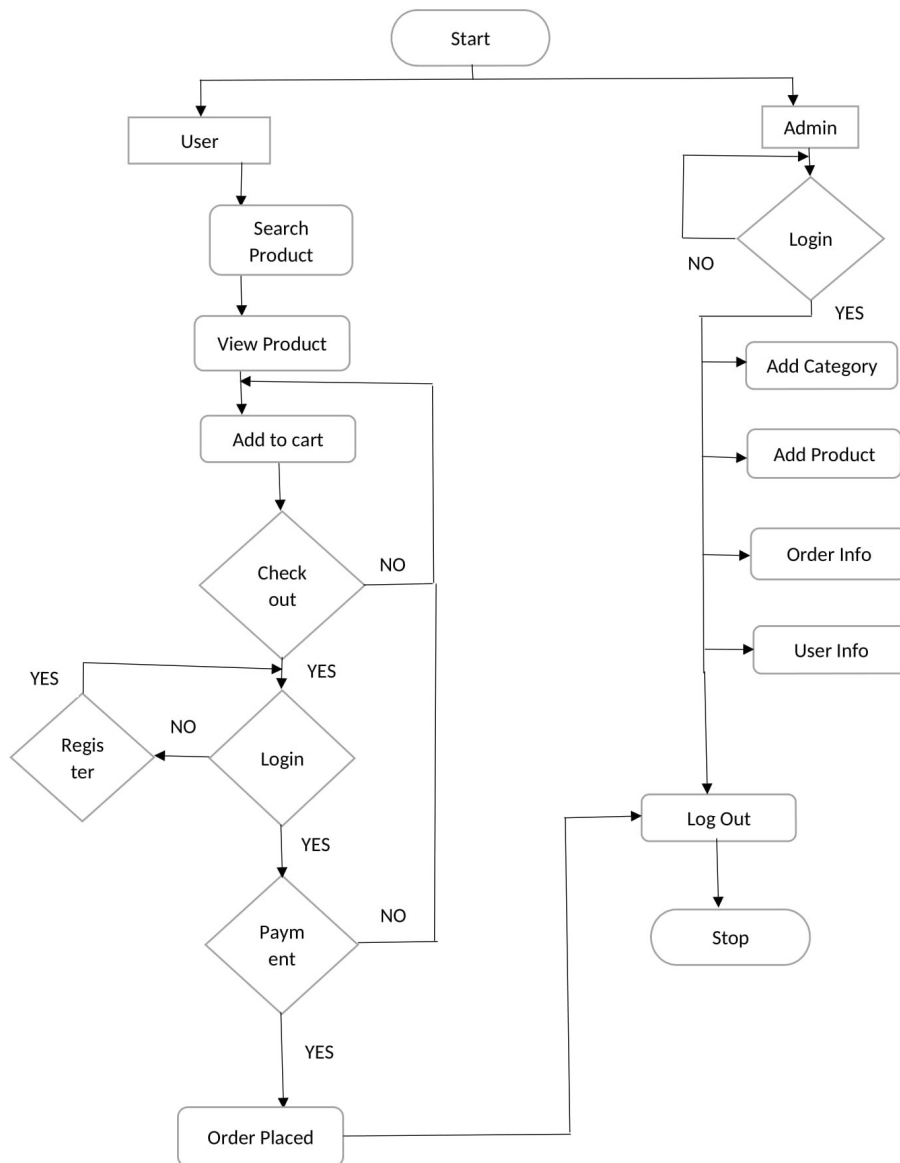 Start
User
Admin
Search
Product
Login
NO
YES
View Product
Add Category
Add to cart
Add Product
Check
out
NO
Order Info
YES
User Info
YES
Regis
ter
NO
Login
YES
Log Out
Paym
ent
NO
Stop
YES
Order Placed